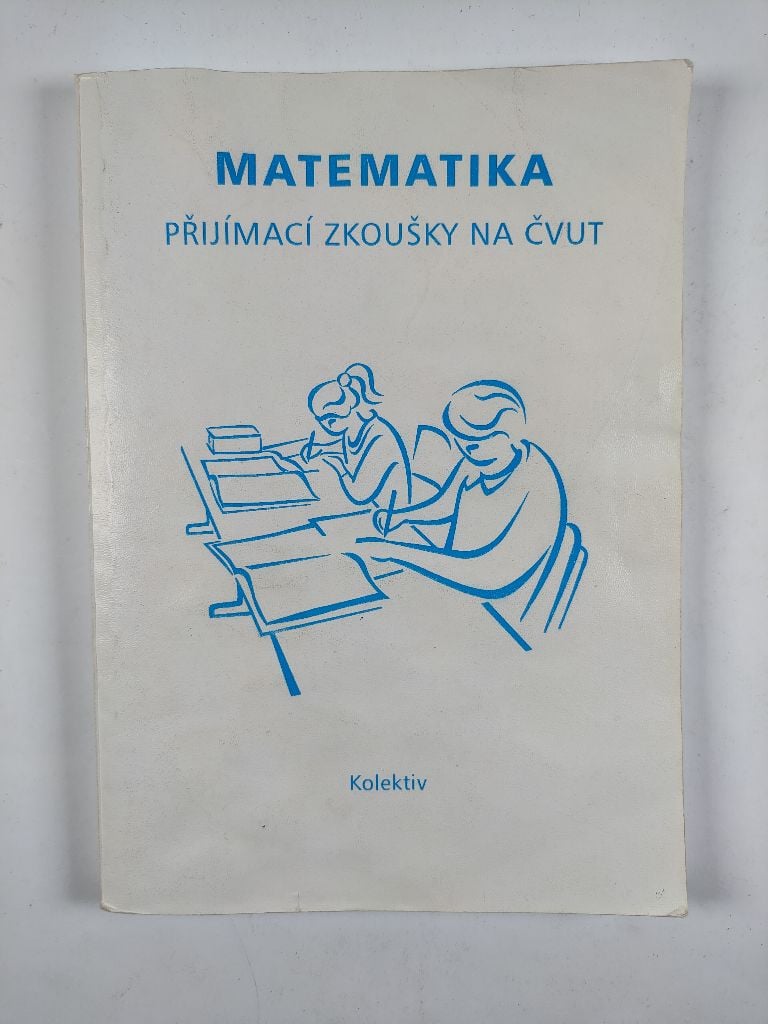 MATEMATIKA
PŘIJÍMACÍ ZKOUŠKY NA ČVUT
Kolektiv